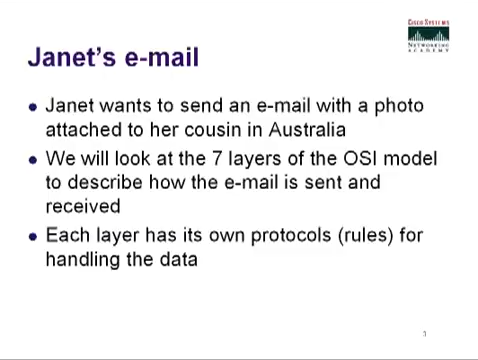 CISCO SYSTEMS
NETWORKING
ACADEMY
Janet's e-mail
Janet wants to send an e-mail with a photo
attached to her cousin in Australia
We will look at the 7 layers of the OSI model
to describe how the e-mail is sent and
received
Each layer has its own protocols (rules) for
handling the data
3